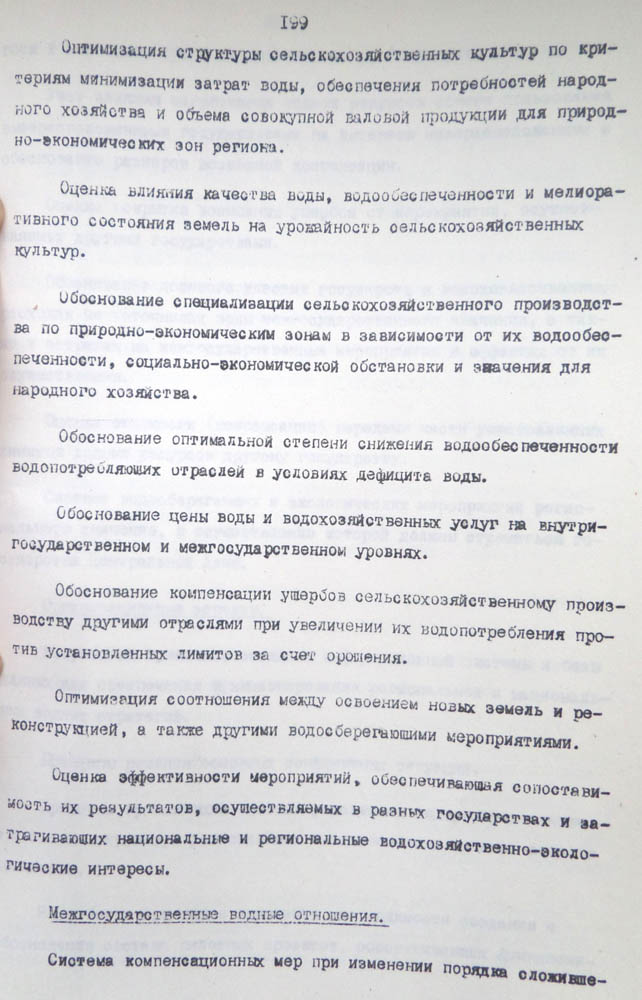 199
Оптимизация структуры сельскохозяйственных культур по кри-
териям минимизации затрат воды, обеспечения потребностей народ-
ного хозяйства и объема совокупной валовой продукции для природ-
но-экономических зон региона.
Оценка влияния качества воды, водообеспеченности и мелиора-
тивного состояния земель на урожайность сельскохозяйственных
культур.
Обоснование специализации сельскохозяйственного производст-
ва по природно-экономическим зонам в зависимости от их водообес-
печенности, социально-экономической обстановки и значения для
народного хозяйства.
Обоснование оптимальной степени снижения водообеспеченности
водопотребляющих отраслей в условиях дефицита воды.
Обоснование цены воды и водохозяйственных услуг на внутри-
государственном и межгосударственном уровнях.
Обоснование компенсации ущербов сельскохозяйственному произ-
водству другими отраслями при увеличении их водопотребления про-
тив установленных лимитов за счет орошения.
Оптимизация соотношения между освоением новых земель и ре-
конструкцией, а также другими водосберегающими мероприятиями.
Оценка эффективности мероприятий, обеспечивающая сопостави-
мость их результатов, осуществляемых в разных государствах и за-
трагивающих национальные и региональные водохозяйственно-эколо-
гические интересы.
Межгосударственные водные отношения.
Система компенсационных мер при изменении порядка сложивше-